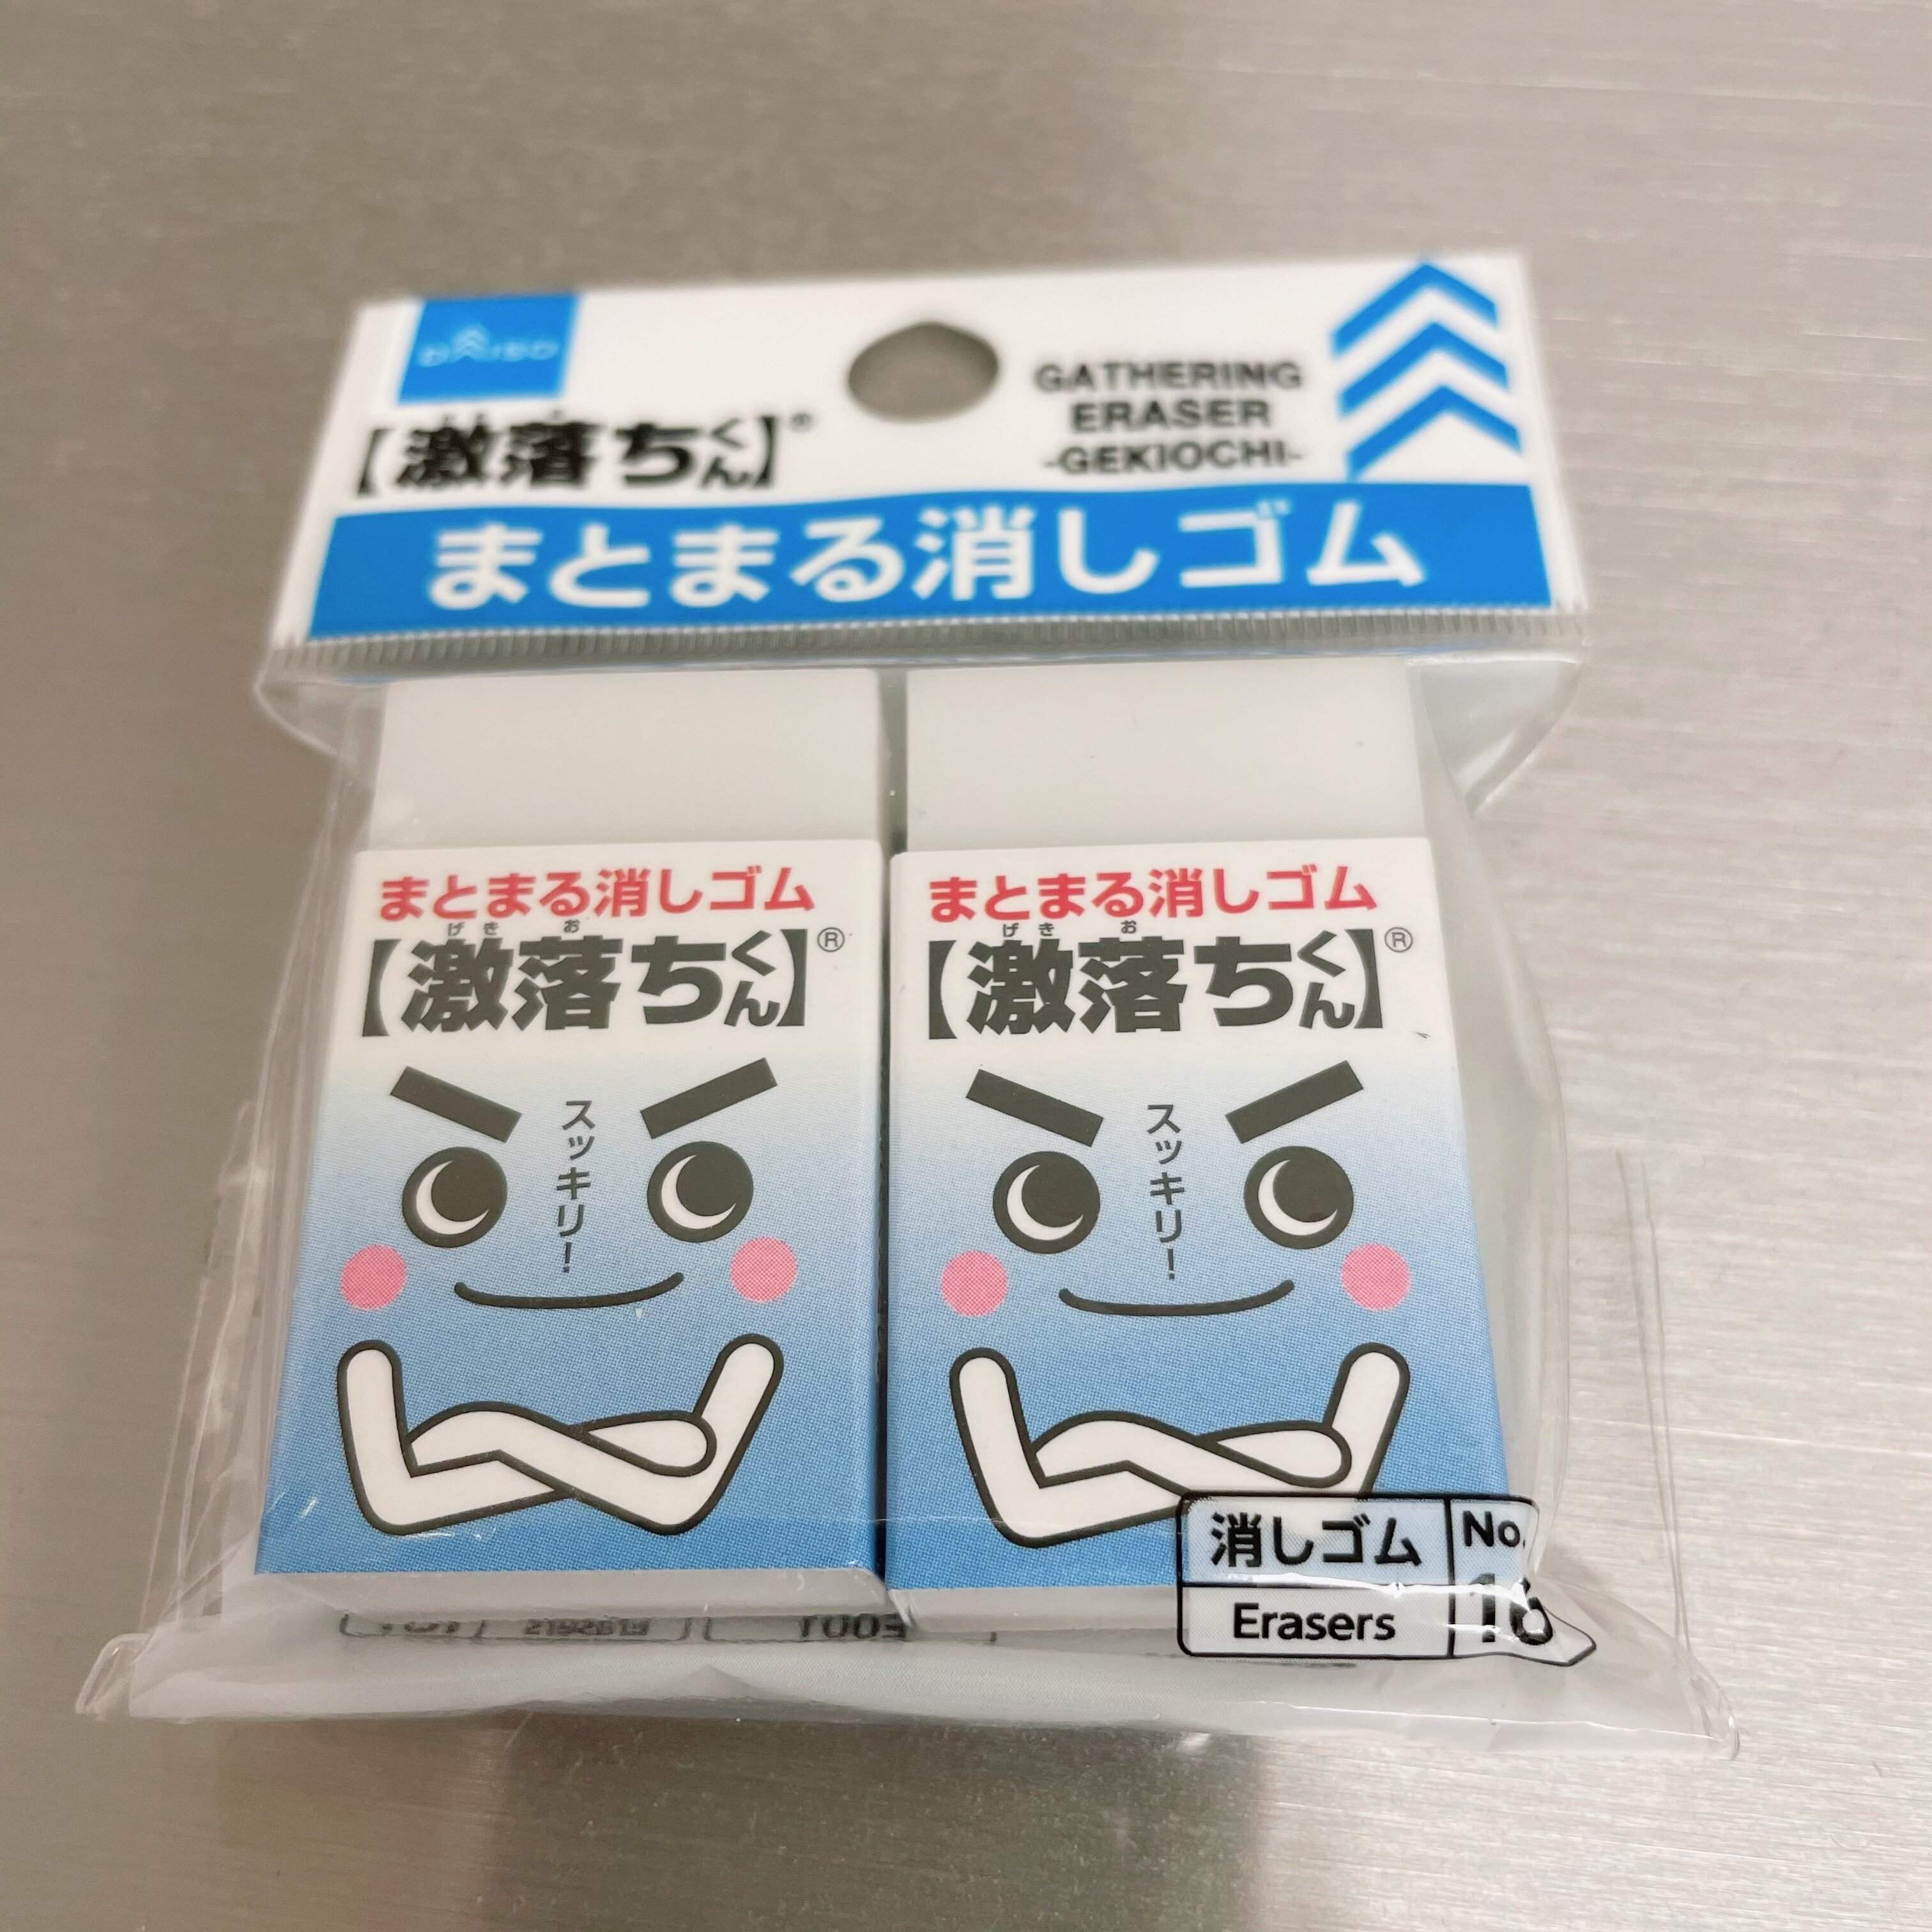 DAISO
【激落ちくん】®
GATHERING
ERASER
-GEKIOCHI-
まとまる消しゴム
まとまる消しゴム
げき お
【激落ちくん】®
スッキリ!
まとまる消しゴム
げき お
【激落ちくん】®
スッキリ!
消しゴム
Erasers
No.
16